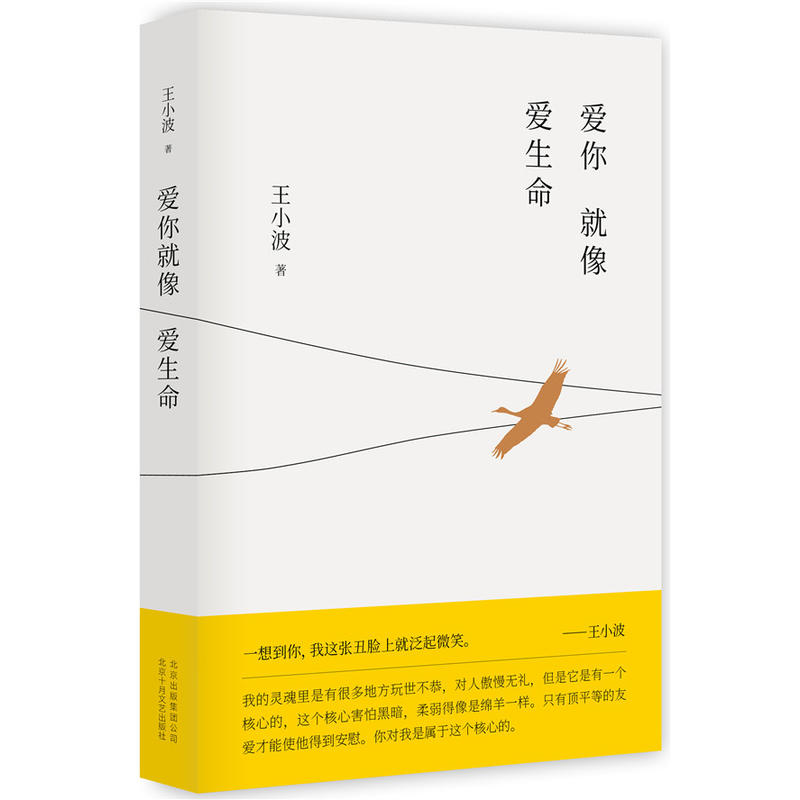 王小波
著
爱你就像 爱生命
北京出版集团公司
北京十月文艺出版社
爱你 就像
爱生命
王小波
著
一想到你,我这张丑脸上就泛起微笑。
——王小波
我的灵魂里是有很多地方玩世不恭,对人傲慢无礼,但是它是有一个
核心的,这个核心害怕黑暗,柔弱得像是绵羊一样。只有顶平等的友
爱才能使他得到安慰。你对我是属于这个核心的。